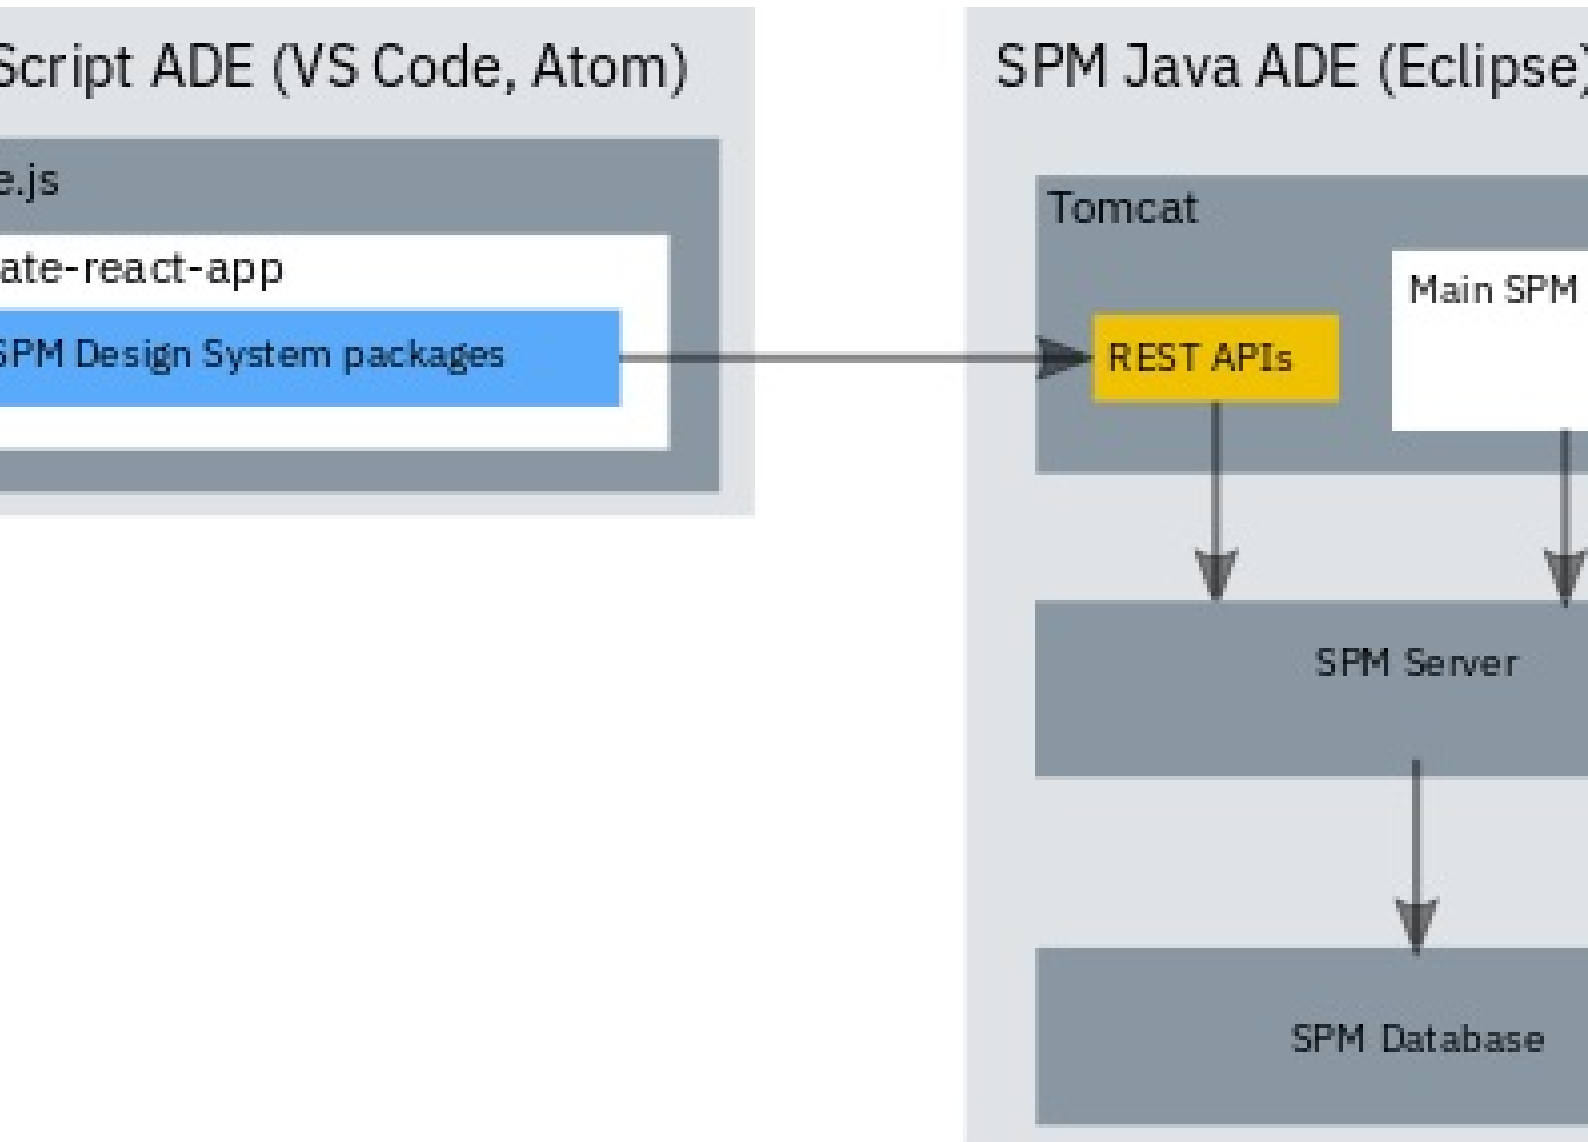 Script ADE (VS Code, Atom)
e.js
ate-react-app
SPM Design System packages
SPM Java ADE (Eclipse)
Tomcat
REST APIs
Main SPM
SPM Server
SPM Database